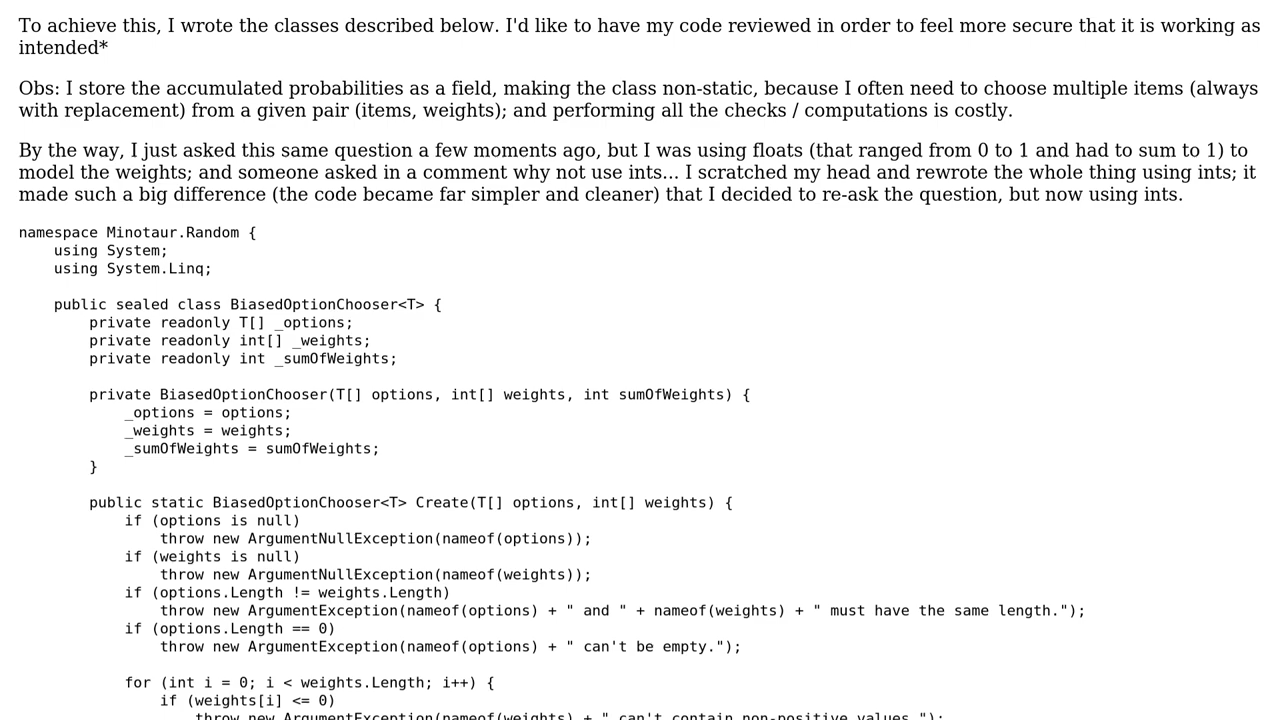 To achieve this, I wrote the classes described below. I'd like to have my code reviewed in order to feel more secure that it is working as
intended*
Obs: I store the accumulated probabilities as a field, making the class non-static, because I often need to choose multiple items (always
with replacement) from a given pair (items, weights); and performing all the checks / computations is costly.
By the way, I just asked this same question a few moments ago, but I was using floats (that ranged from 0 to 1 and had to sum to 1) to
model the weights; and someone asked in a comment why not use ints... I scratched my head and rewrote the whole thing using ints; it
made such a big difference (the code became far simpler and cleaner) that I decided to re-ask the question, but now using ints.
namespace Minotaur.Random {
    using System;
    using System.Linq;
    public sealed class BiasedOptionChooser<T> {
        private readonly T[] _options;
        private readonly int[] _weights;
        private readonly int _sumOfWeights;
        private BiasedOptionChooser(T[] options, int[] weights, int sumOfWeights) {
            _options = options;
            _weights = weights;
            _sumOfWeights = sumOfWeights;
        }
        public static BiasedOptionChooser<T> Create(T[] options, int[] weights) {
            if (options is null)
                throw new ArgumentNullException(nameof(options));
            if (weights is null)
                throw new ArgumentNullException(nameof(weights));
            if (options.Length != weights.Length)
                throw new ArgumentException(nameof(options) + " and " + nameof(weights) + " must have the same length.");
            if (options.Length == 0)
                throw new ArgumentException(nameof(options) + " can't be empty.");
            for (int i = 0; i < weights.Length; i++) {
                if (weights[i] <= 0)
                    throw new ArgumentException(nameof(weights) + " can't contain non-positive values.");